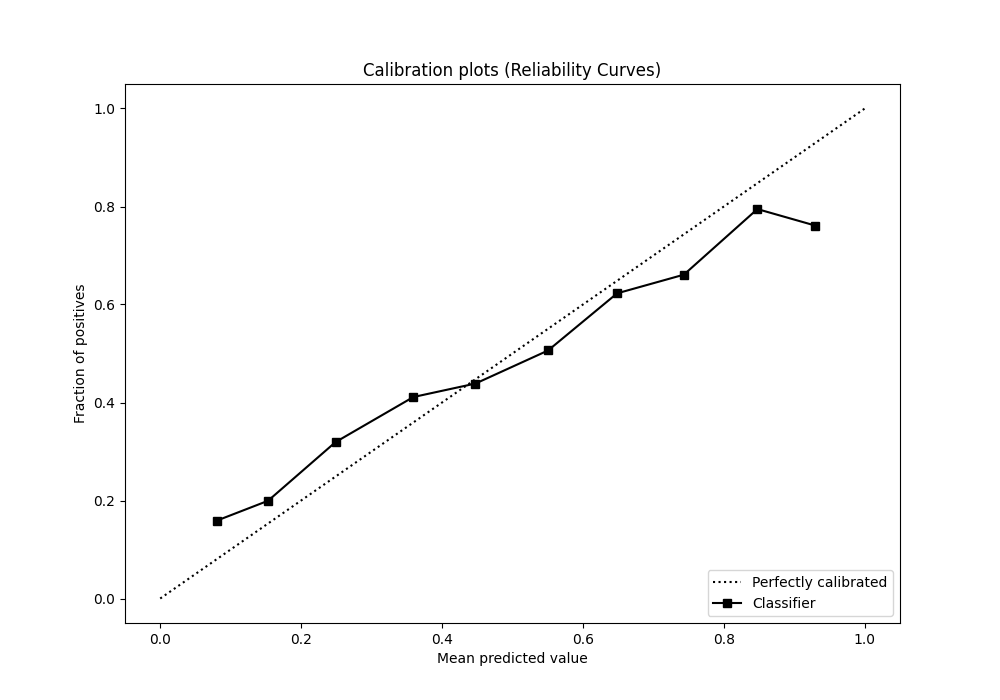 Calibration plots (Reliability Curves)
1.0
0.8
0.6
0.4
0.2
0.0
Fraction of positives
0.0 0.2 0.4 0.6 0.8 1.0
Mean predicted value
Perfectly calibrated
Classifier